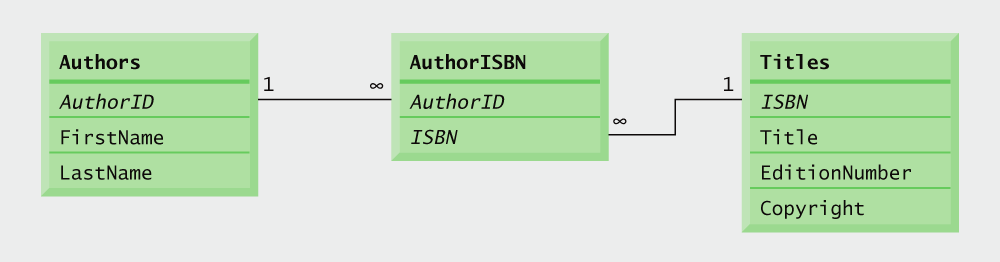 Authors
AuthorID
FirstName
LastName
1
∞
AuthorISBN
AuthorID
ISBN
∞
1
Titles
ISBN
Title
EditionNumber
Copyright